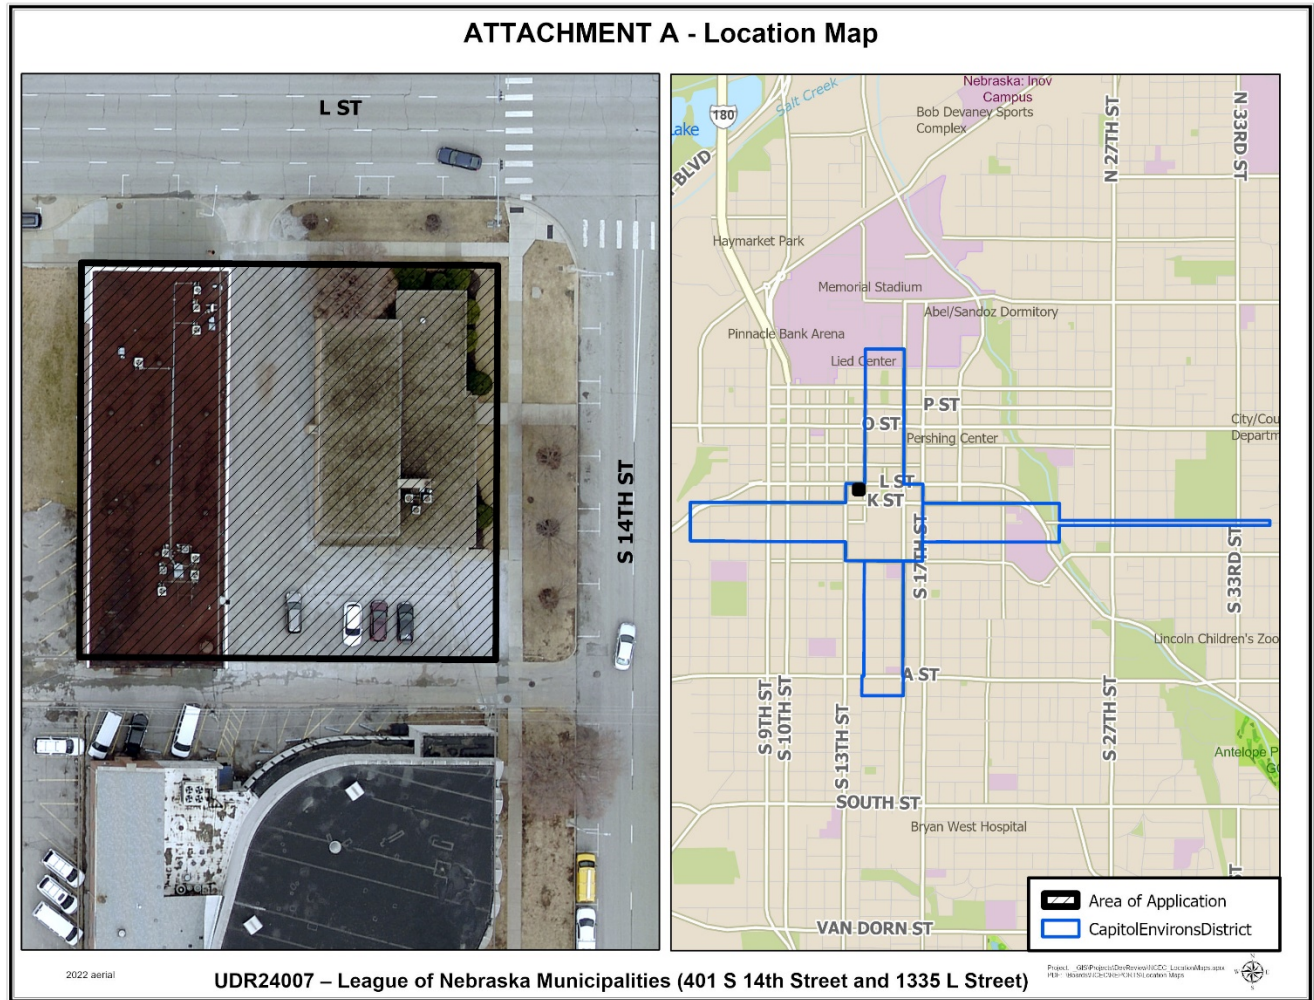 ATTACHMENT A - Location Map
L ST
S 14TH ST
Nebraska: Inov
Campus
Salt Creek
Bob Devaney Sports
Complex
180
Lake
-BLVD
N 27TH ST
N 33RD ST
Haymarket Park
Memorial Stadium
Abel/Sandoz Dormitory
Pinnacle Bank Arena
Lied Center
P ST
O ST
City/Cou
Departm
Pershing Center
L ST
K ST
S 17TH ST
S 33RD ST
Lincoln Children's Zoo
A ST
S 9TH ST
S 10TH ST
S 13TH ST
S 27TH ST
Antelope P
SOUTH ST
Bryan West Hospital
ST
VAN DORN ST
Area of Application
CapitolEnvironsDistrict
2022 aerial
UDR24007 – League of Nebraska Municipalities (401 S 14th Street and 1335 L Street)